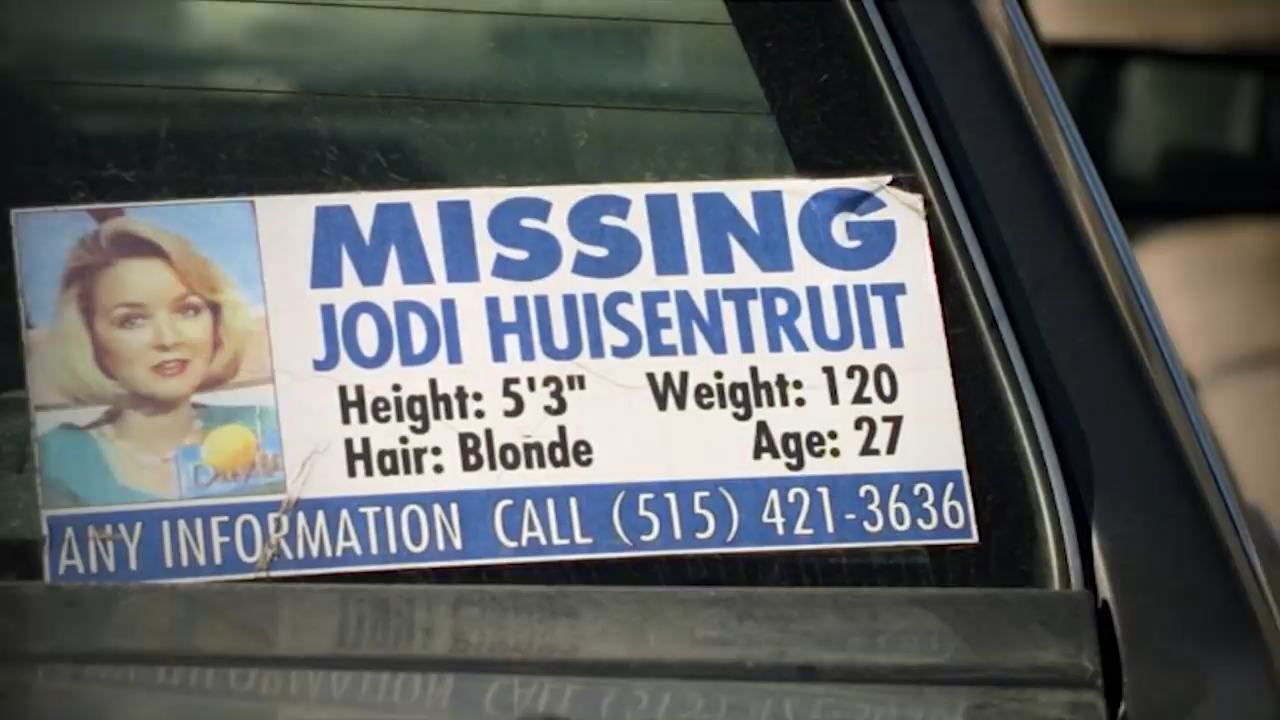 MISSING
JODI HUISENTRUIT
Height: 5'3" Weight: 120
Hair: Blonde Age: 27
ANY INFORMATION CALL (515) 421-3636